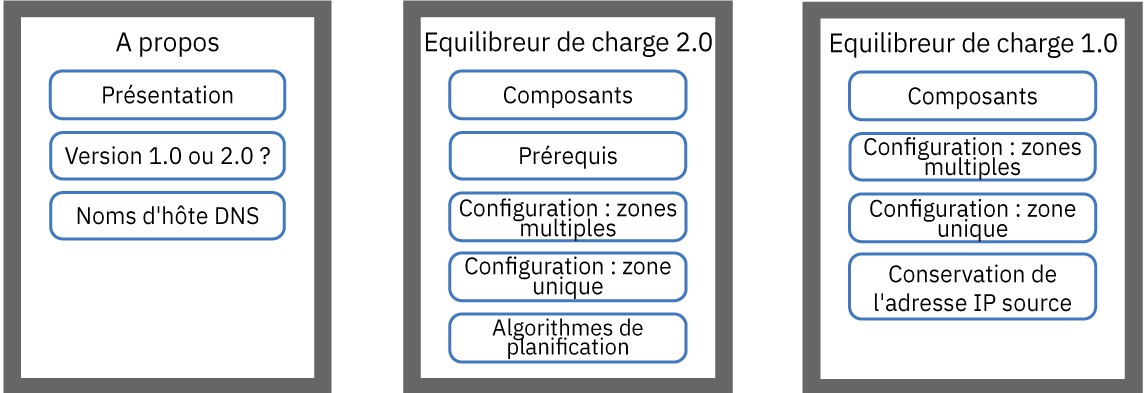 A propos
Présentation
Version 1.0 ou 2.0 ?
Noms d'hôte DNS
Equilibreur de charge 2.0
Composants
Prérequis
Configuration : zones
multiples
Configuration : zone
unique
Algorithmes de
planification
Equilibreur de charge 1.0
Composants
Configuration : zones
multiples
Configuration : zone
unique
Conservation de
l'adresse IP source